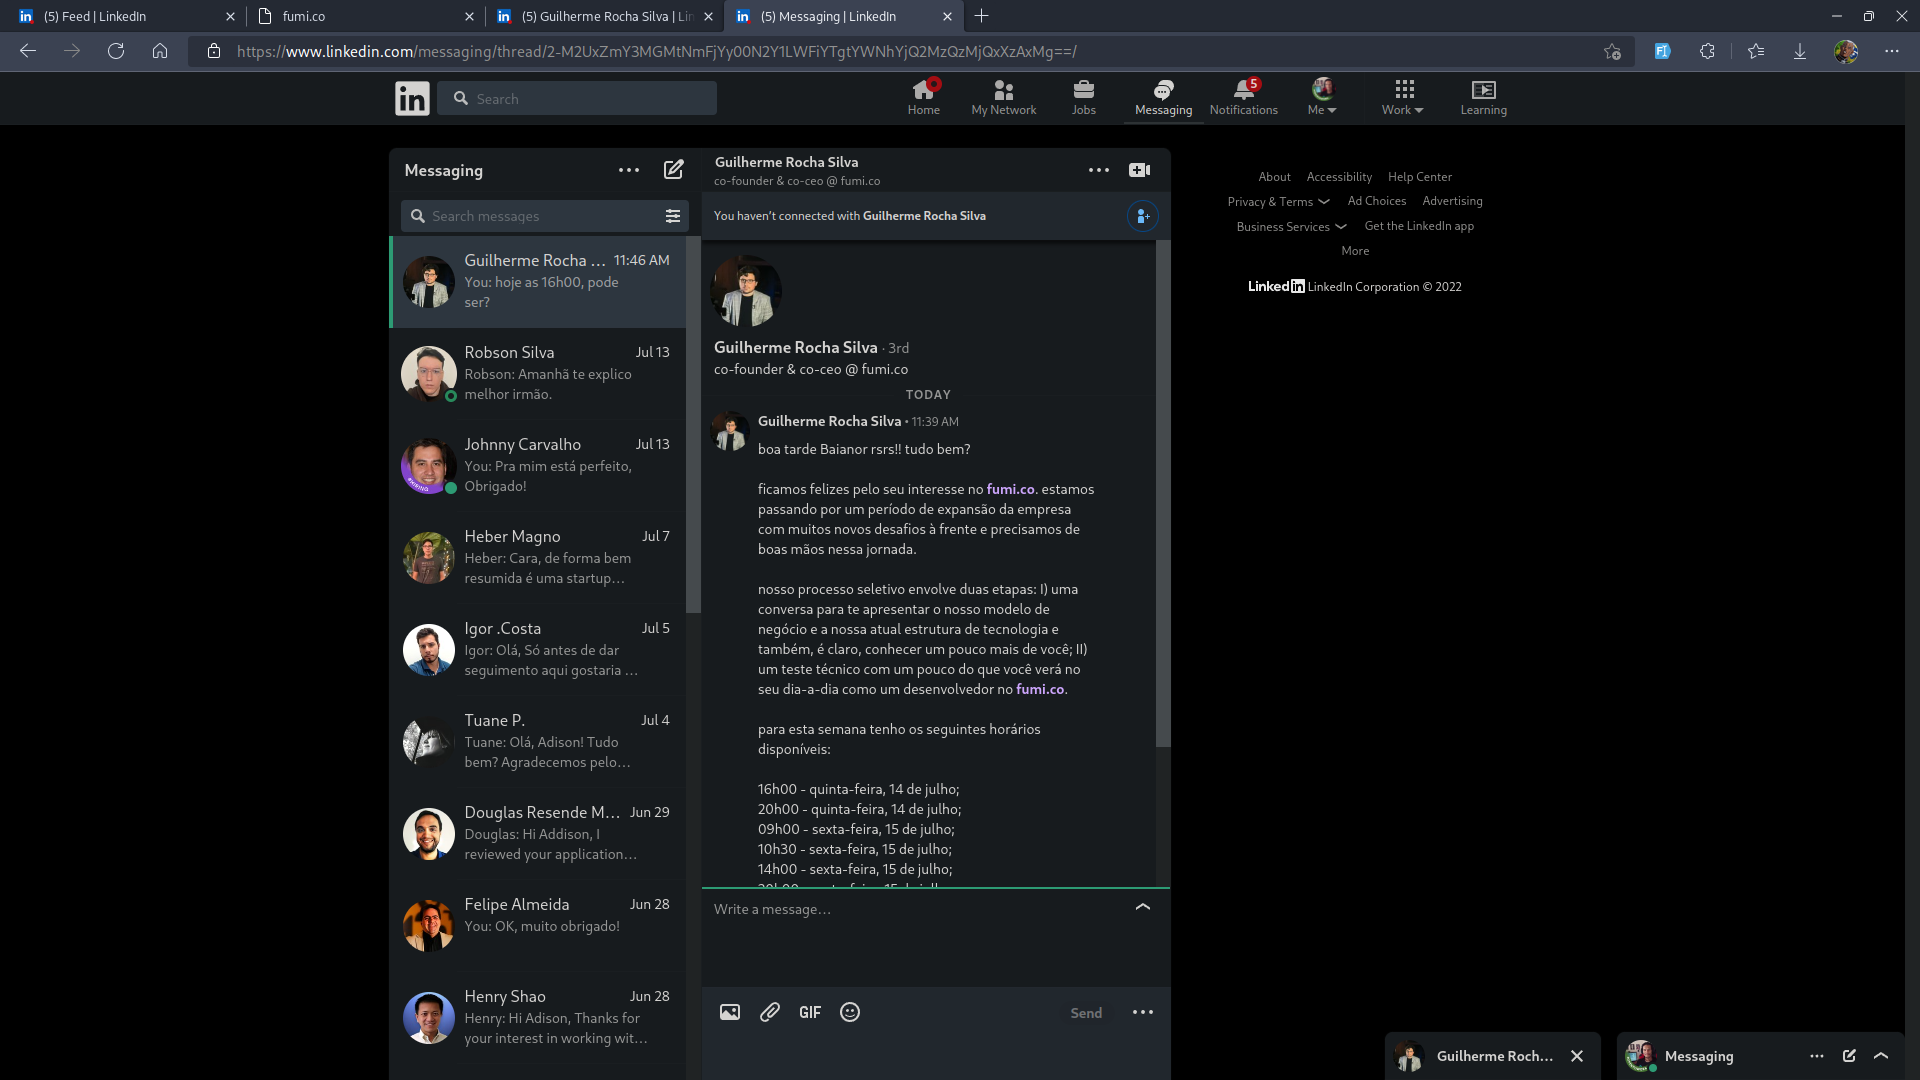 (5) Feed | LinkedIn
fumi.co
(5) Guilherme Rocha Silva | Lin
(5) Messaging | LinkedIn
https://www.linkedin.com/messaging/thread/2-M2UxZmY3MGMtNmFjYy00N2Y1LWFiYTgtYWNhYjQ2MzQzMjQxXzAxMg==/
in
Search
Home
My Network
Jobs
Messaging
5
Notifications
Me
Work
Learning
Messaging
Search messages
Guilherme Rocha ... 11:46 AM
You: hoje as 16h00, pode
ser?
Robson Silva Jul 13
Robson: Amanhã te explico
melhor irmão.
Johnny Carvalho Jul 13
You: Pra mim está perfeito,
Obrigado!
Heber Magno Jul 7
Heber: Cara, de forma bem
resumida é uma startup...
Igor .Costa Jul 5
Igor: Olá, Só antes de dar
seguimento aqui gostaria ...
Tuane P. Jul 4
Tuane: Olá, Adison! Tudo
bem? Agradecemos pelo...
Douglas Resende M... Jun 29
Douglas: Hi Addison, I
reviewed your application...
Felipe Almeida Jun 28
You: OK, muito obrigado!
Henry Shao Jun 28
Henry: Hi Adison, Thanks for
your interest in working wit...
Guilherme Rocha Silva
co-founder & co-ceo @ fumi.co
You haven't connected with Guilherme Rocha Silva
Guilherme Rocha Silva · 3rd
co-founder & co-ceo @ fumi.co
TODAY
Guilherme Rocha Silva • 11:39 AM
boa tarde Baianor rsrs!! tudo bem?
ficamos felizes pelo seu interesse no fumi.co. estamos
passando por um período de expansão da empresa
com muitos novos desafios à frente e precisamos de
boas mãos nessa jornada.
nosso processo seletivo envolve duas etapas: I) uma
conversa para te apresentar o nosso modelo de
negócio e a nossa atual estrutura de tecnologia e
também, é claro, conhecer um pouco mais de você; II)
um teste técnico com um pouco do que você verá no
seu dia-a-dia como um desenvolvedor no fumi.co.
para esta semana tenho os seguintes horários
disponíveis:
16h00 - quinta-feira, 14 de julho;
20h00 - quinta-feira, 14 de julho;
09h00 - sexta-feira, 15 de julho;
10h30 - sexta-feira, 15 de julho;
14h00 - sexta-feira, 15 de julho;
Write a message...
GIF
Send
About Accessibility Help Center
Privacy & Terms Ad Choices Advertising
Business Services Get the LinkedIn app
More
LinkedIn LinkedIn Corporation © 2022
Guilherme Roch...
Messaging